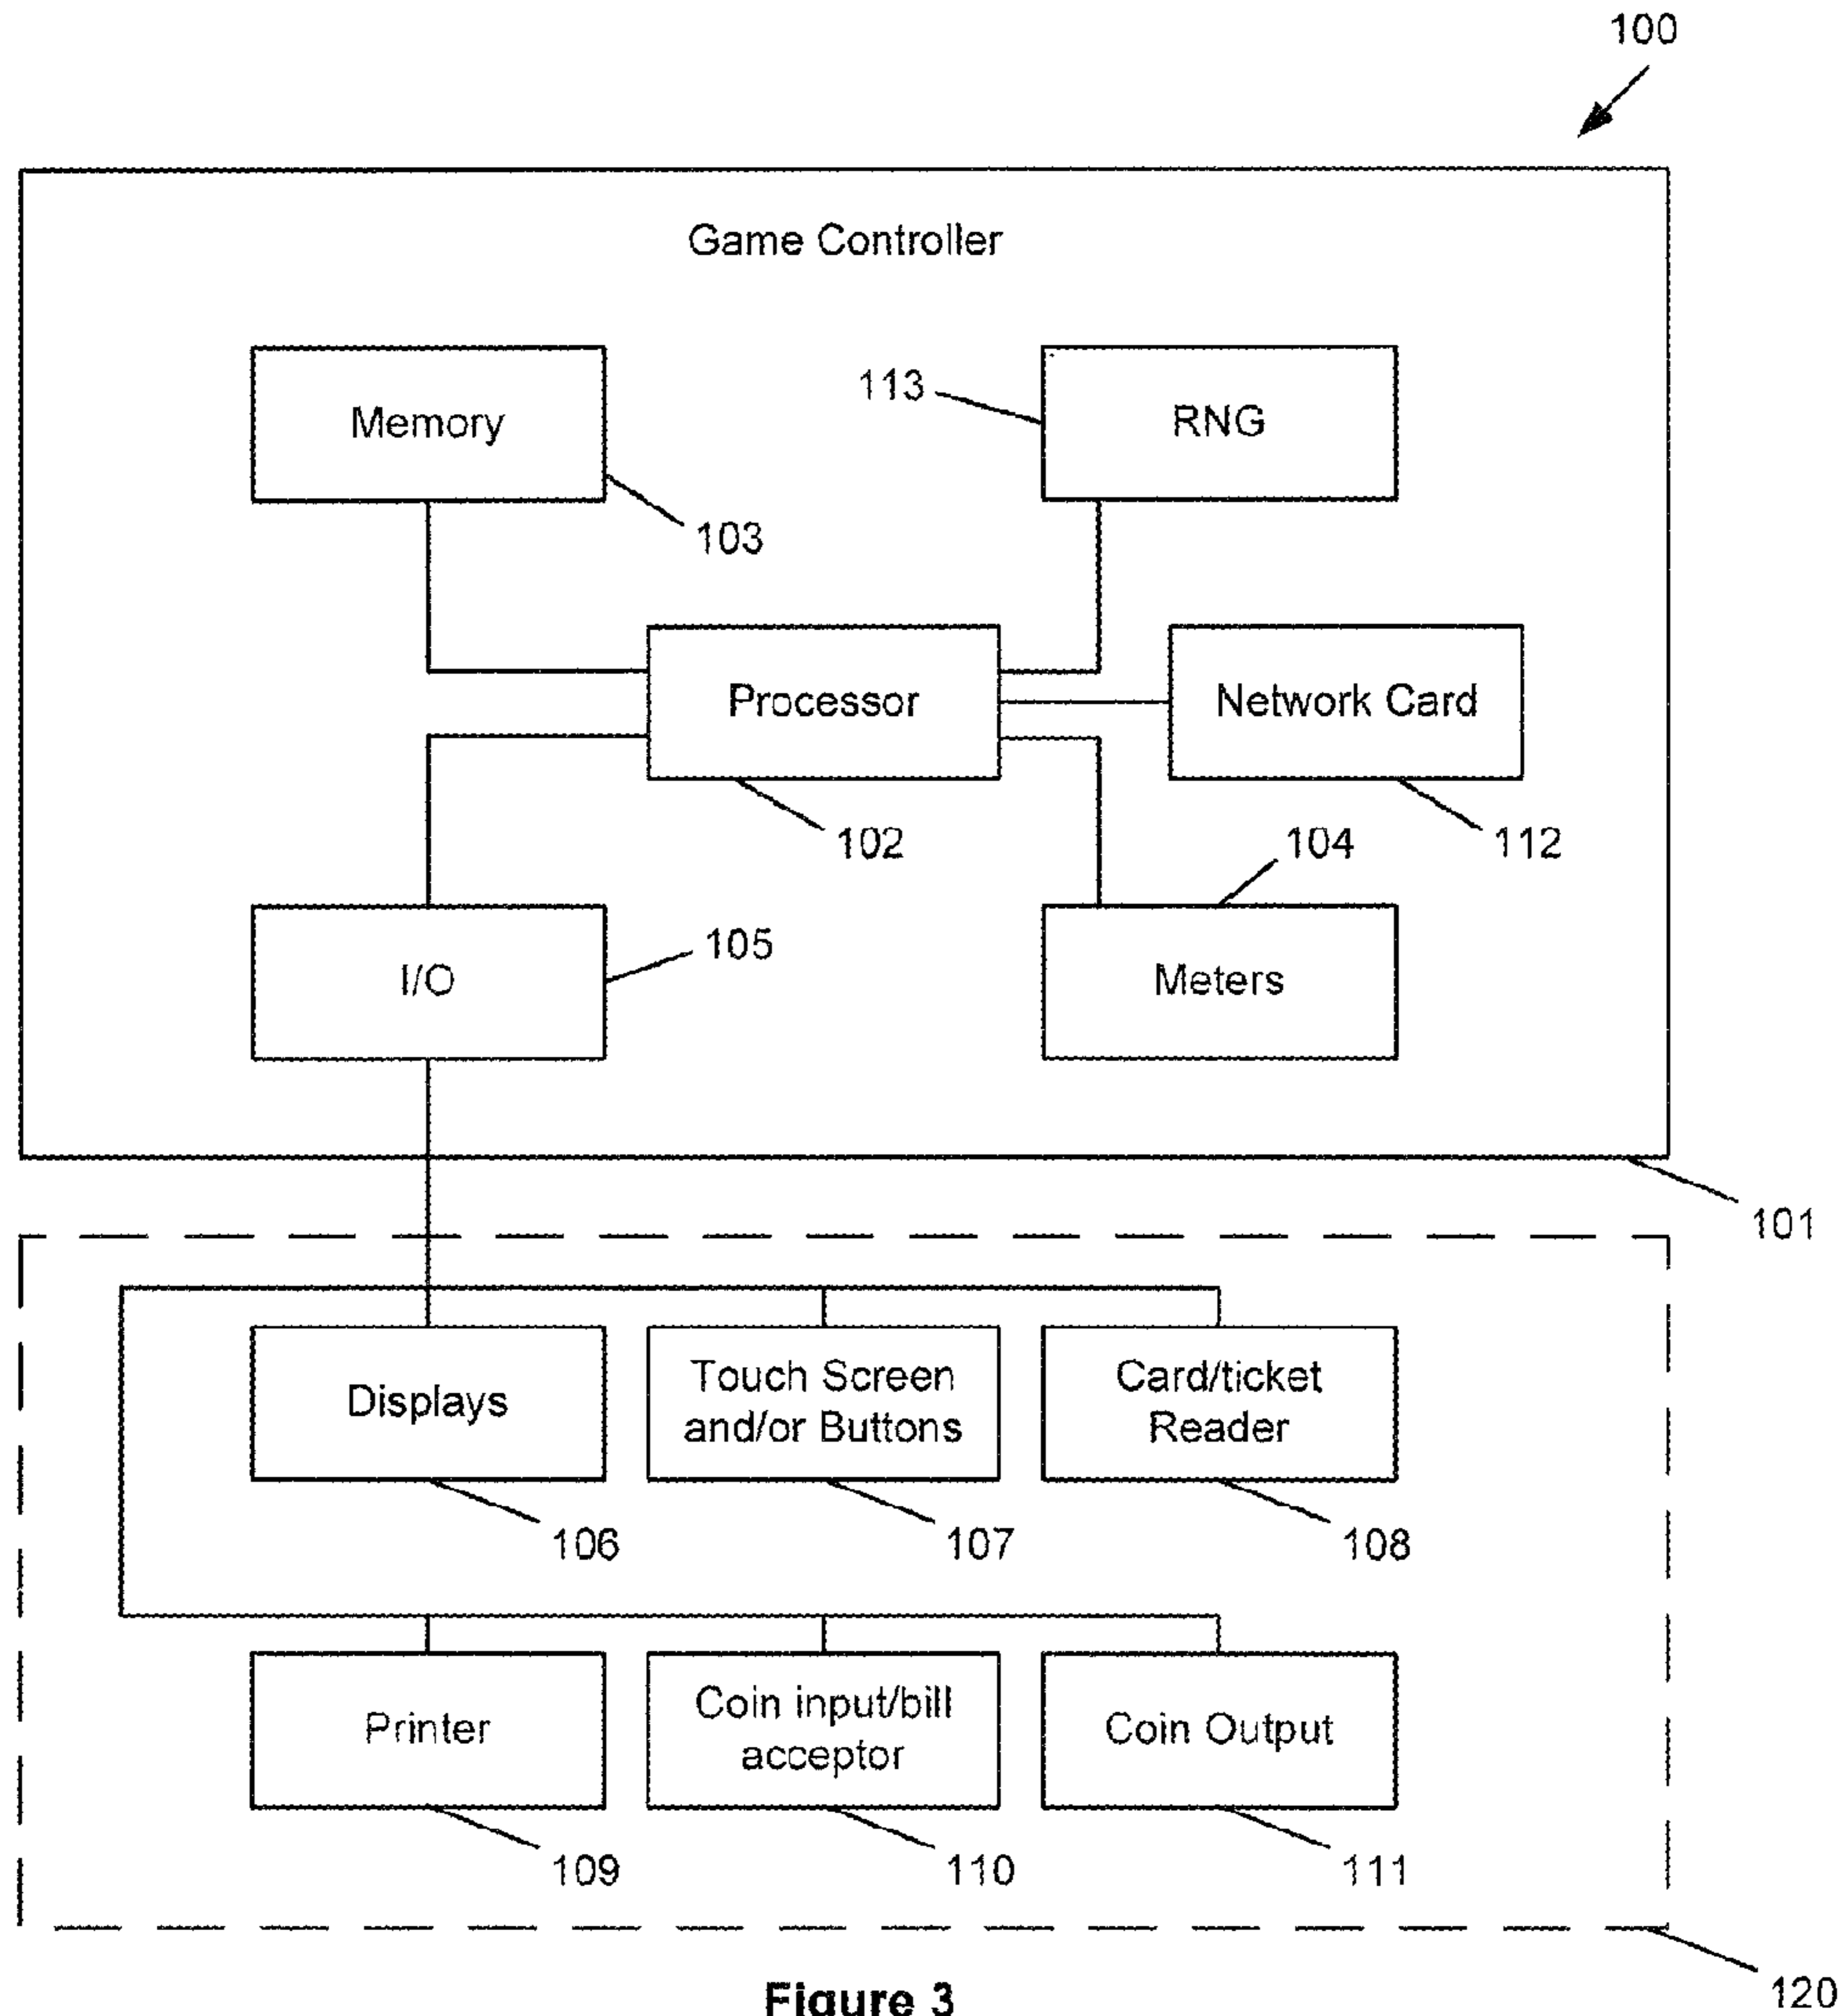 100
Game Controller
Memory
113
RNG
103
Processor
Network Card
102
104
112
I/O
105
Meters
101
Displays
Touch Screen
and/or Buttons
Card/ticket
Reader
106
107
108
Printer
Coin input/bill
acceptor
Coin Output
109
110
111
120
Figure 3